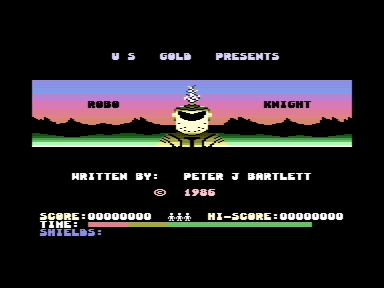 U S GOLD PRESENTS
ROBO KNIGHT
WRITTEN BY: PETER J BARTLETT
© 1986
SCORE:00000000 HI-SCORE:00000000
TIME:
SHIELDS: